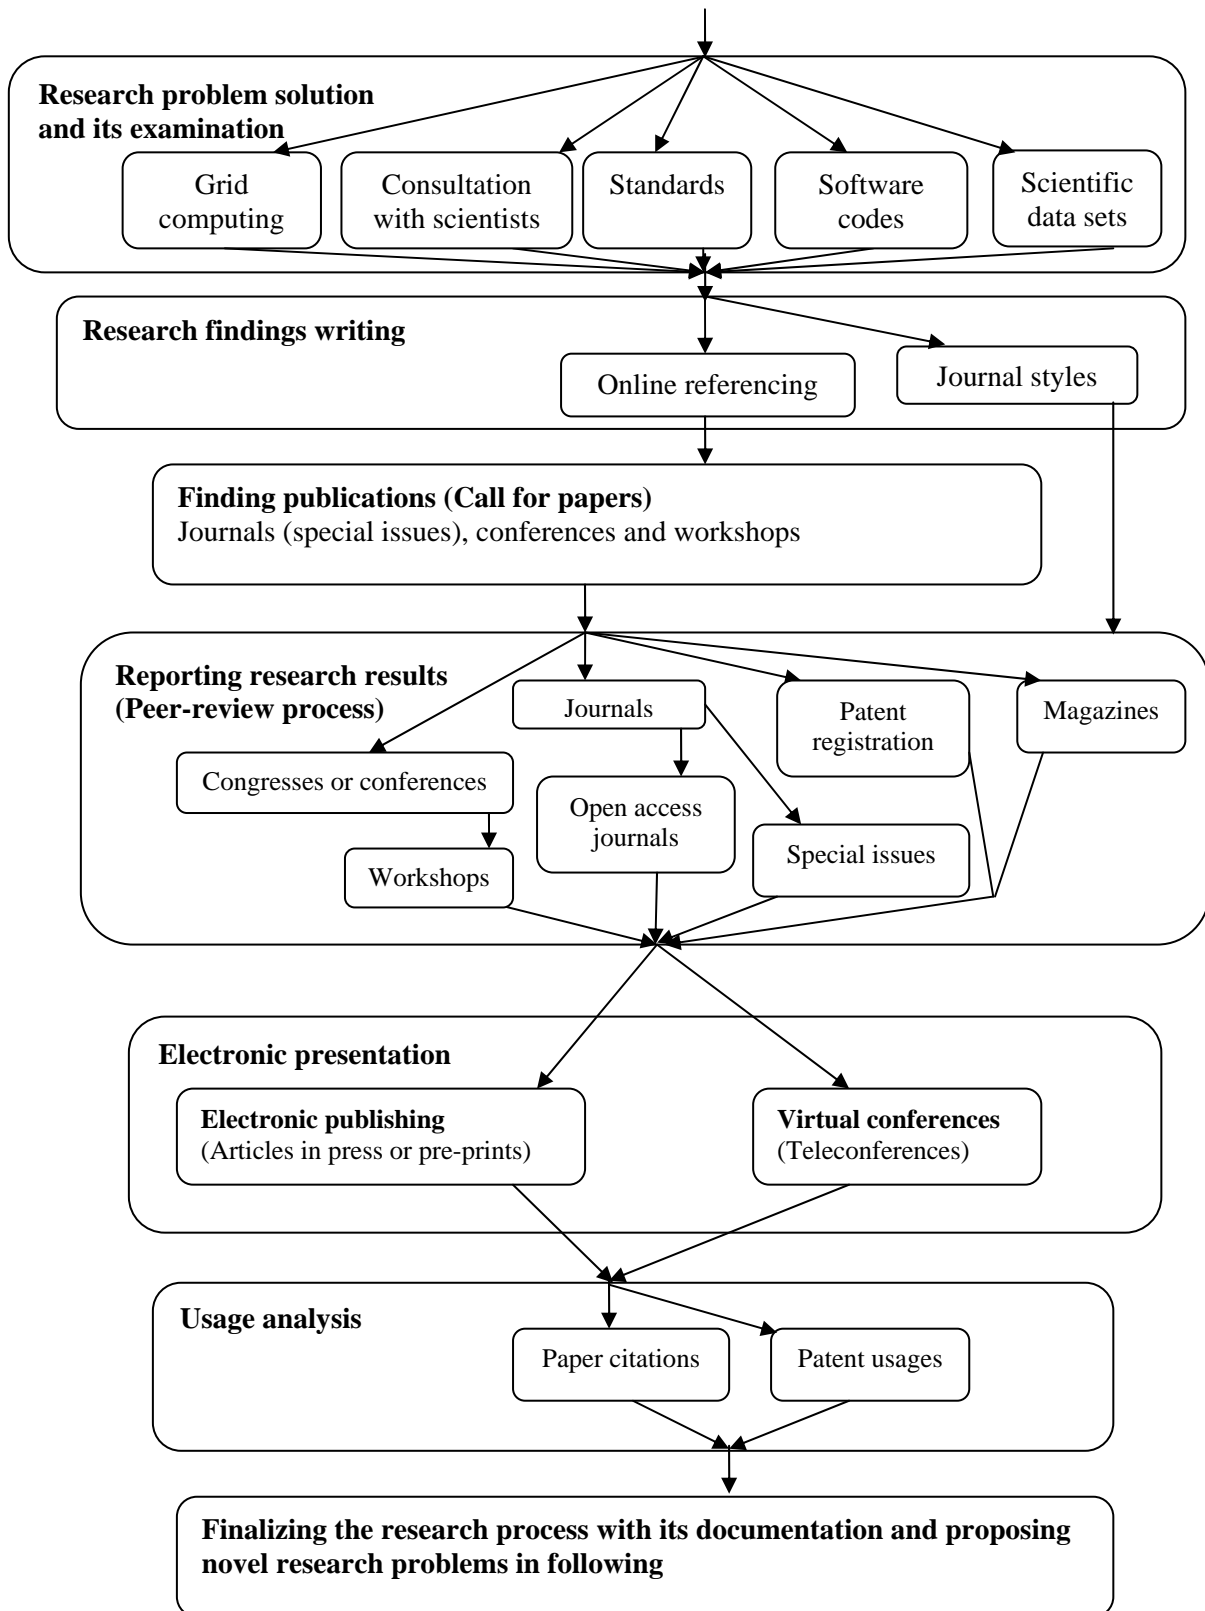 Research problem solution
and its examination
Grid
computing
Consultation
with scientists
Standards
Software
codes
Scientific
data sets
Research findings writing
Online referencing
Journal styles
Finding publications (Call for papers)
Journals (special issues), conferences and workshops
Reporting research results
(Peer-review process)
Journals
Patent
registration
Magazines
Congresses or conferences
Open access
journals
Special issues
Workshops
Electronic presentation
Electronic publishing
(Articles in press or pre-prints)
Virtual conferences
(Teleconferences)
Usage analysis
Paper citations
Patent usages
Finalizing the research process with its documentation and proposing
novel research problems in following